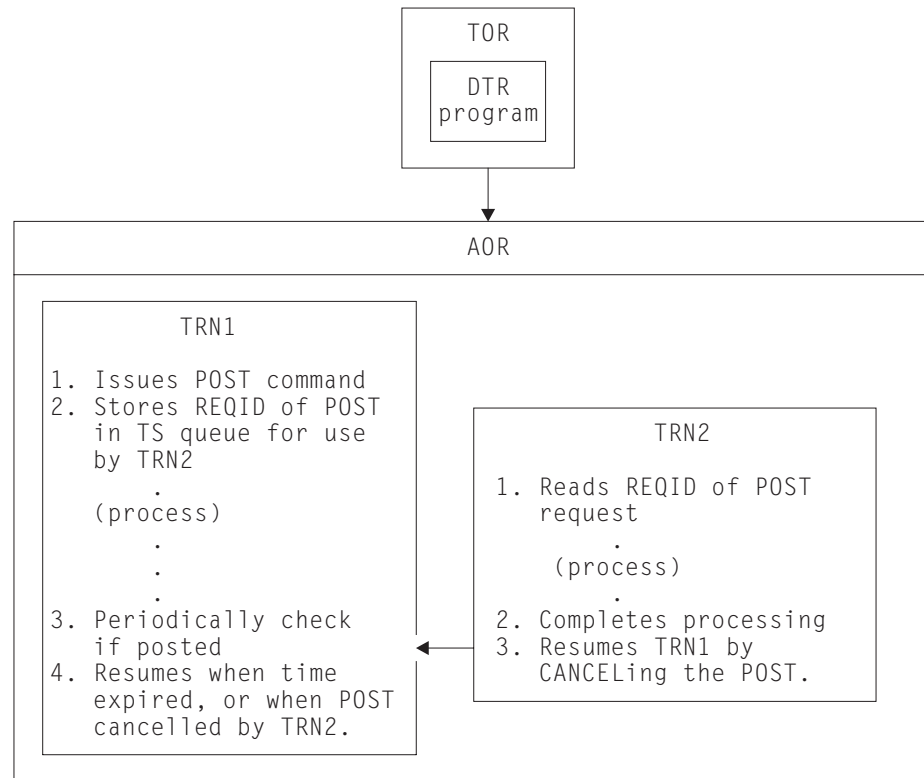 TOR
DTR
program
AOR
TRN1
1. Issues POST command
2. Stores REQID of POST
in TS queue for use
by TRN2
.
(process)
.
.
.
3. Periodically check
if posted
4. Resumes when time
expired, or when POST
cancelled by TRN2.
TRN2
1. Reads REQID of POST
request
.
(process)
.
2. Completes processing
3. Resumes TRN1 by
CANCELing the POST.